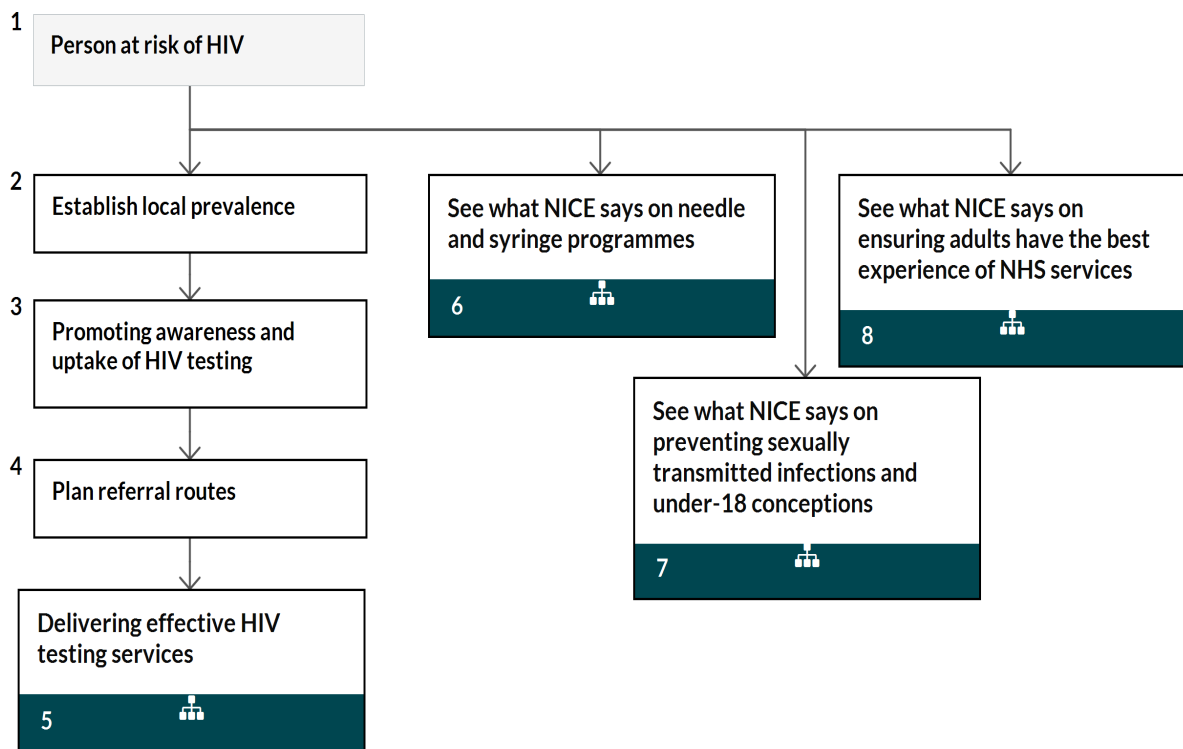 1
Person at risk of HIV
2
Establish local prevalence
3
Promoting awareness and
uptake of HIV testing
4
Plan referral routes
Delivering effective HIV
testing services
5
See what NICE says on needle
and syringe programmes
6
See what NICE says on
preventing sexually
transmitted infections and
under-18 conceptions
7
See what NICE says on
ensuring adults have the best
experience of NHS services
8